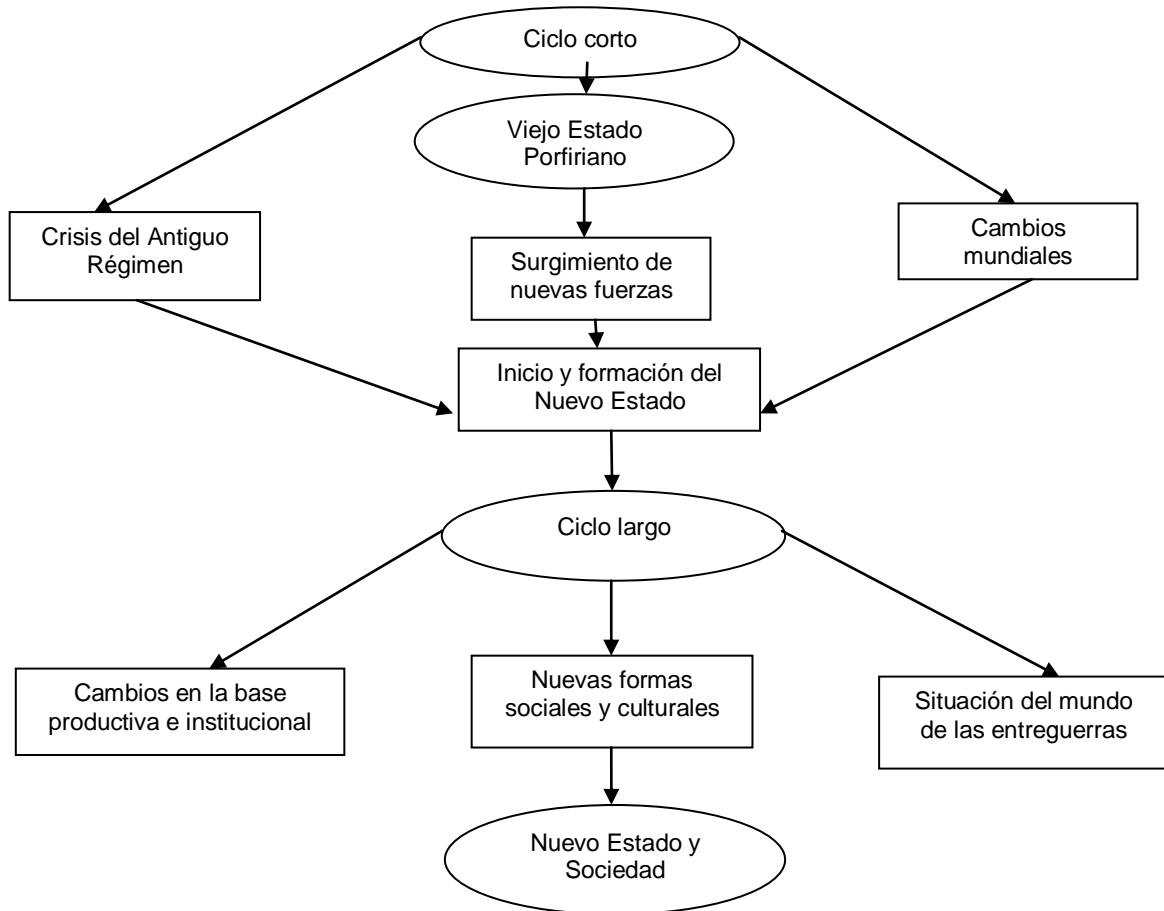 Ciclo corto
Viejo Estado
Porfiriano
Crisis del Antiguo
Régimen
Surgimiento de
nuevas fuerzas
Cambios
mundiales
Inicio y formación del
Nuevo Estado
Ciclo largo
Cambios en la base
productiva e institucional
Nuevas formas
sociales y culturales
Situación del mundo
de las entreguerras
Nuevo Estado y
Sociedad